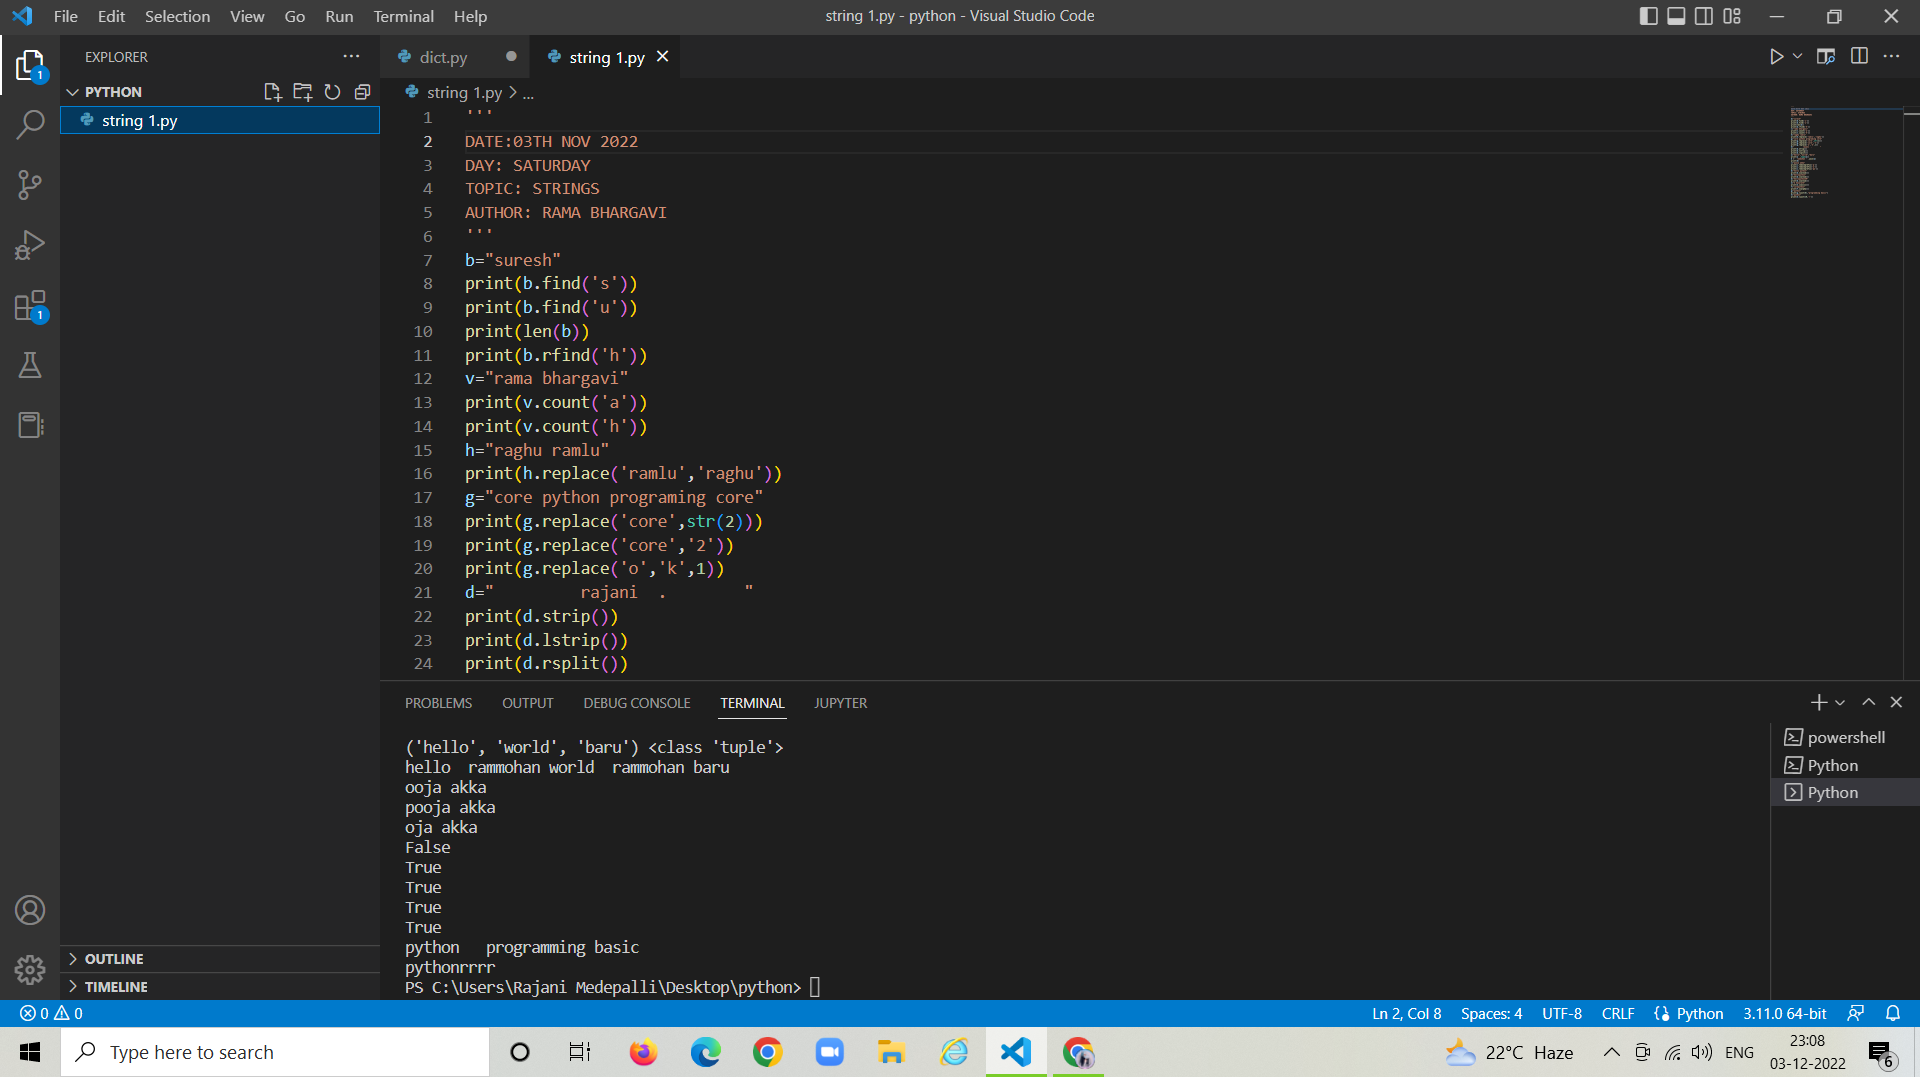 File Edit Selection View Go Run Terminal Help
string 1.py - python - Visual Studio Code
EXPLORER
1
PYTHON
string 1.py
dict.py
string 1.py
string 1.py > ...
1 '''
2 DATE:03TH NOV 2022
3 DAY: SATURDAY
4 TOPIC: STRINGS
5 AUTHOR: RAMA BHARGAVI
6 '''
7 b="suresh"
8 print(b.find('s'))
9 print(b.find('u'))
10 print(len(b))
11 print(b.rfind('h'))
12 v="rama bhargavi"
13 print(v.count('a'))
14 print(v.count('h'))
15 h="raghu ramlu"
16 print(h.replace('ramlu','raghu'))
17 g="core python programing core"
18 print(g.replace('core',str(2)))
19 print(g.replace('core','2'))
20 print(g.replace('o','k',1))
21 d="         rajani  .        "
22 print(d.strip())
23 print(d.lstrip())
24 print(d.rsplit())
1
PROBLEMS OUTPUT DEBUG CONSOLE TERMINAL JUPYTER
('hello', 'world', 'baru') <class 'tuple'>
hello  rammohan world  rammohan baru
ooja akka
pooja akka
oja akka
False
True
True
True
True
python   programming basic
pythonrrrr
PS C:\Users\Rajani Medepalli\Desktop\python>
powershell
Python
Python
OUTLINE
TIMELINE
0 0
Ln 2, Col 8 Spaces: 4 UTF-8 CRLF Python 3.11.0 64-bit
Type here to search
22°C Haze
ENG
23:08
03-12-2022
6